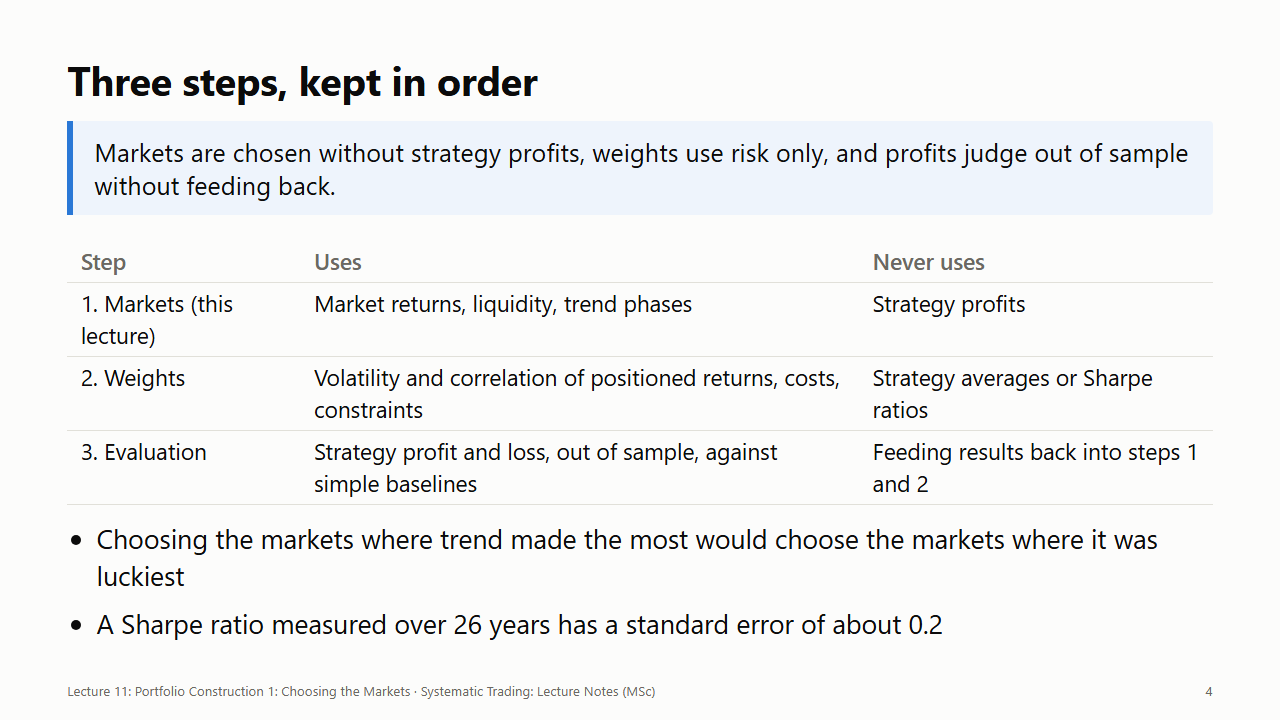 Three steps, kept in order
Markets are chosen without strategy profits, weights use risk only, and profits judge out of sample
without feeding back.
Step Uses Never uses
1. Markets (this Market returns, liquidity, trend phases Strategy profits
lecture)
2. Weights Volatility and correlation of positioned returns, costs, Strategy averages or Sharpe
constraints ratios
3. Evaluation Strategy profit and loss, out of sample, against Feeding results back into steps 1
simple baselines and 2
• Choosing the markets where trend made the most would choose the markets where it was
luckiest
• A Sharpe ratio measured over 26 years has a standard error of about 0.2
Lecture 11: Portfolio Construction 1: Choosing the Markets · Systematic Trading: Lecture Notes (MSc) 4